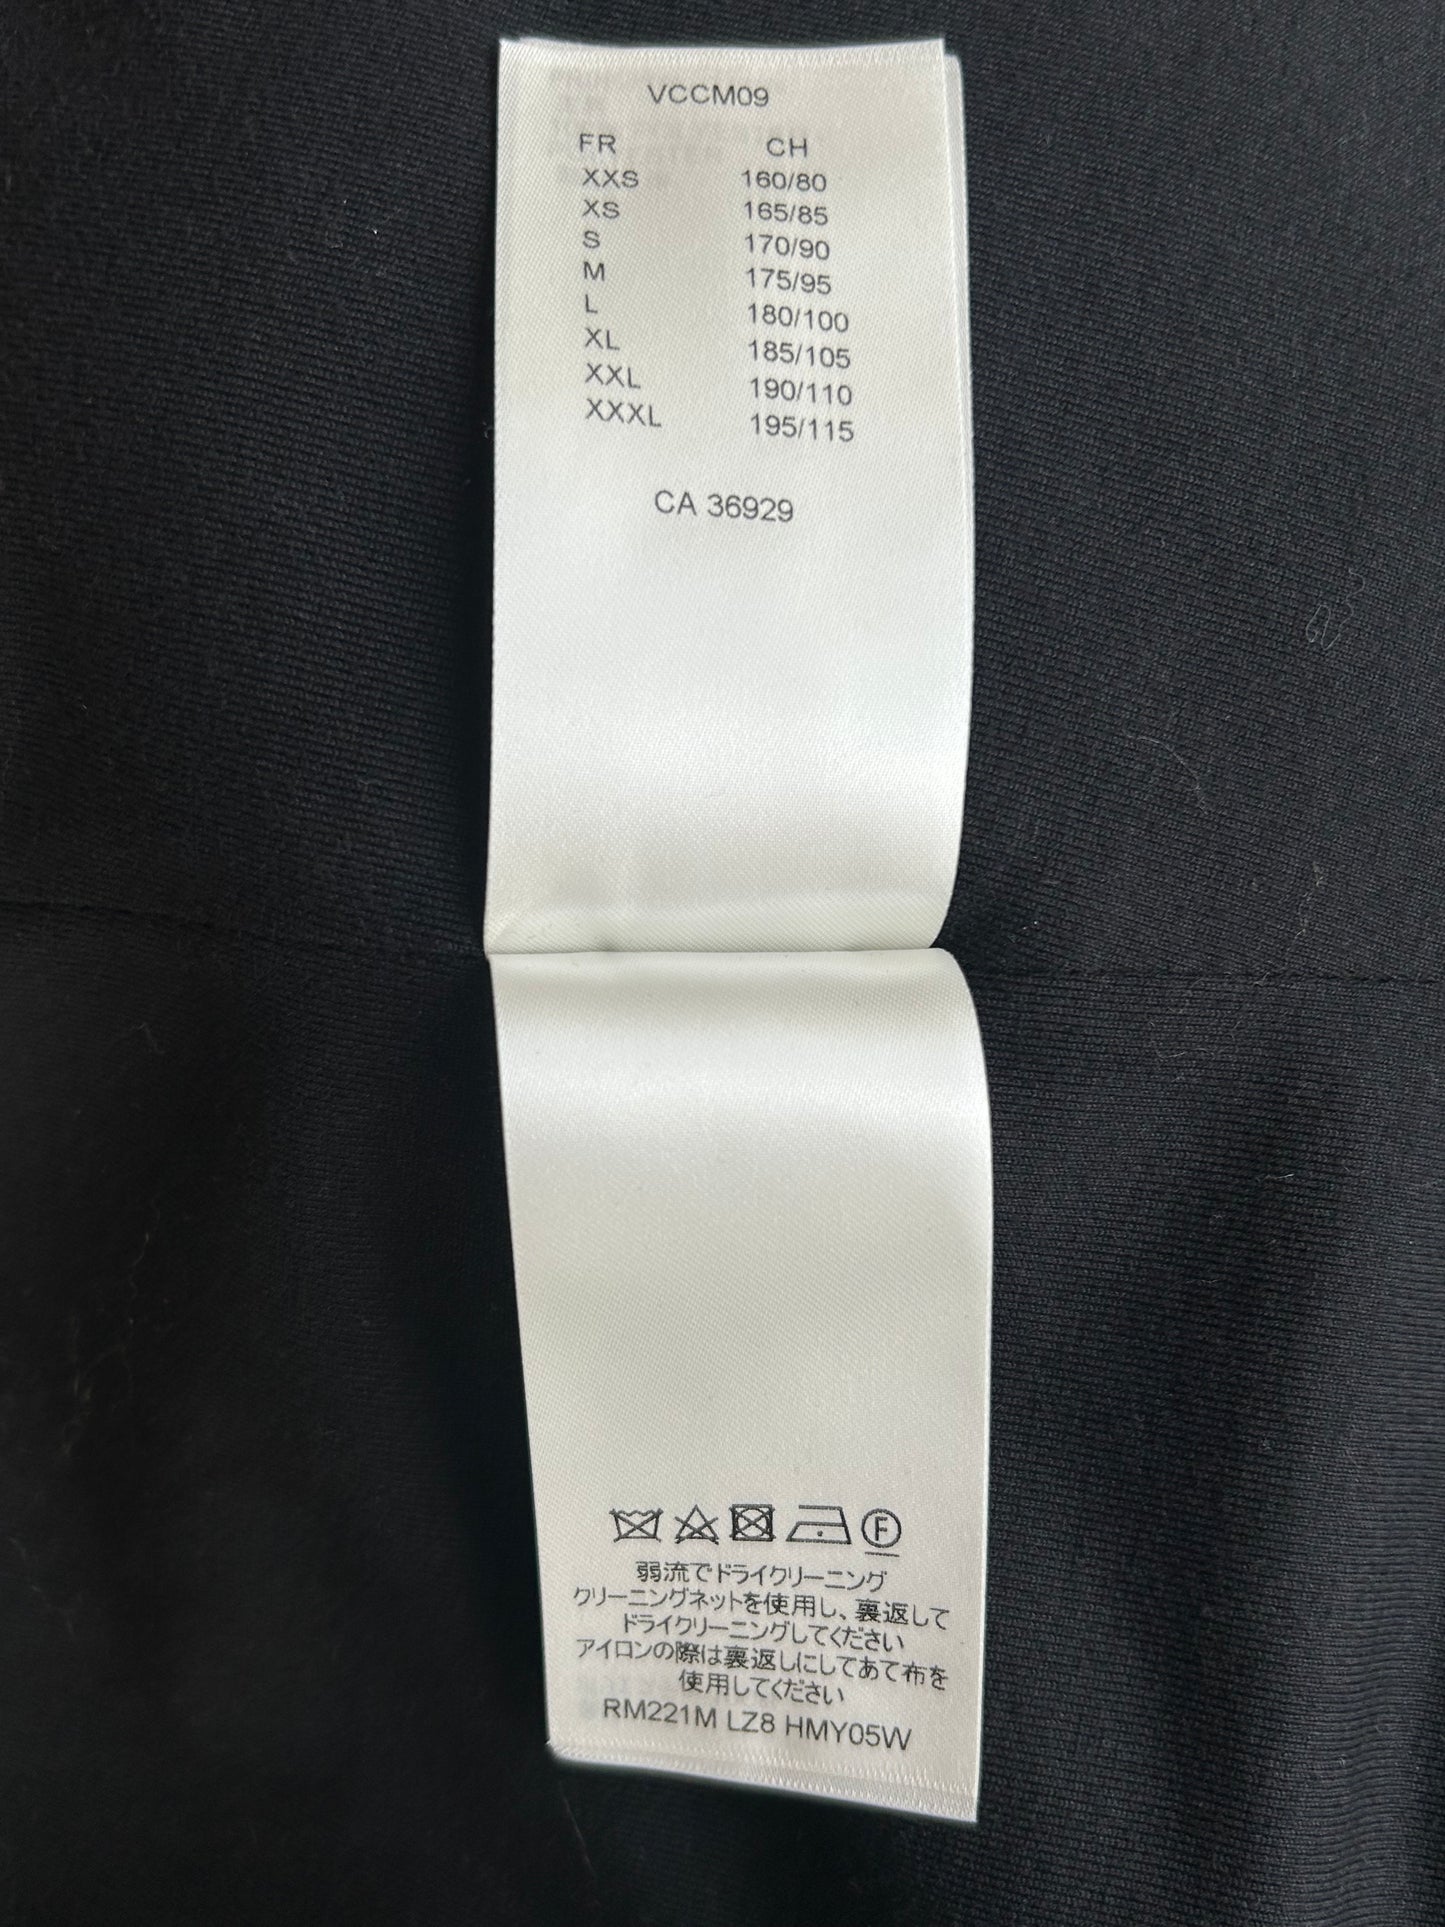 VCCM09
FR CH
XXS 160/80
XS 165/85
S 170/90
M 175/95
L 180/100
XL 185/105
XXL 190/110
XXXL 195/115
CA 36929
F
弱流でドライクリーニング
クリーニングネットを使用し、裏返して
ドライクリーニングしてください
アイロンの際は裏返しにしてあて布を
使用してください
RM221M LZ8 HMY05W